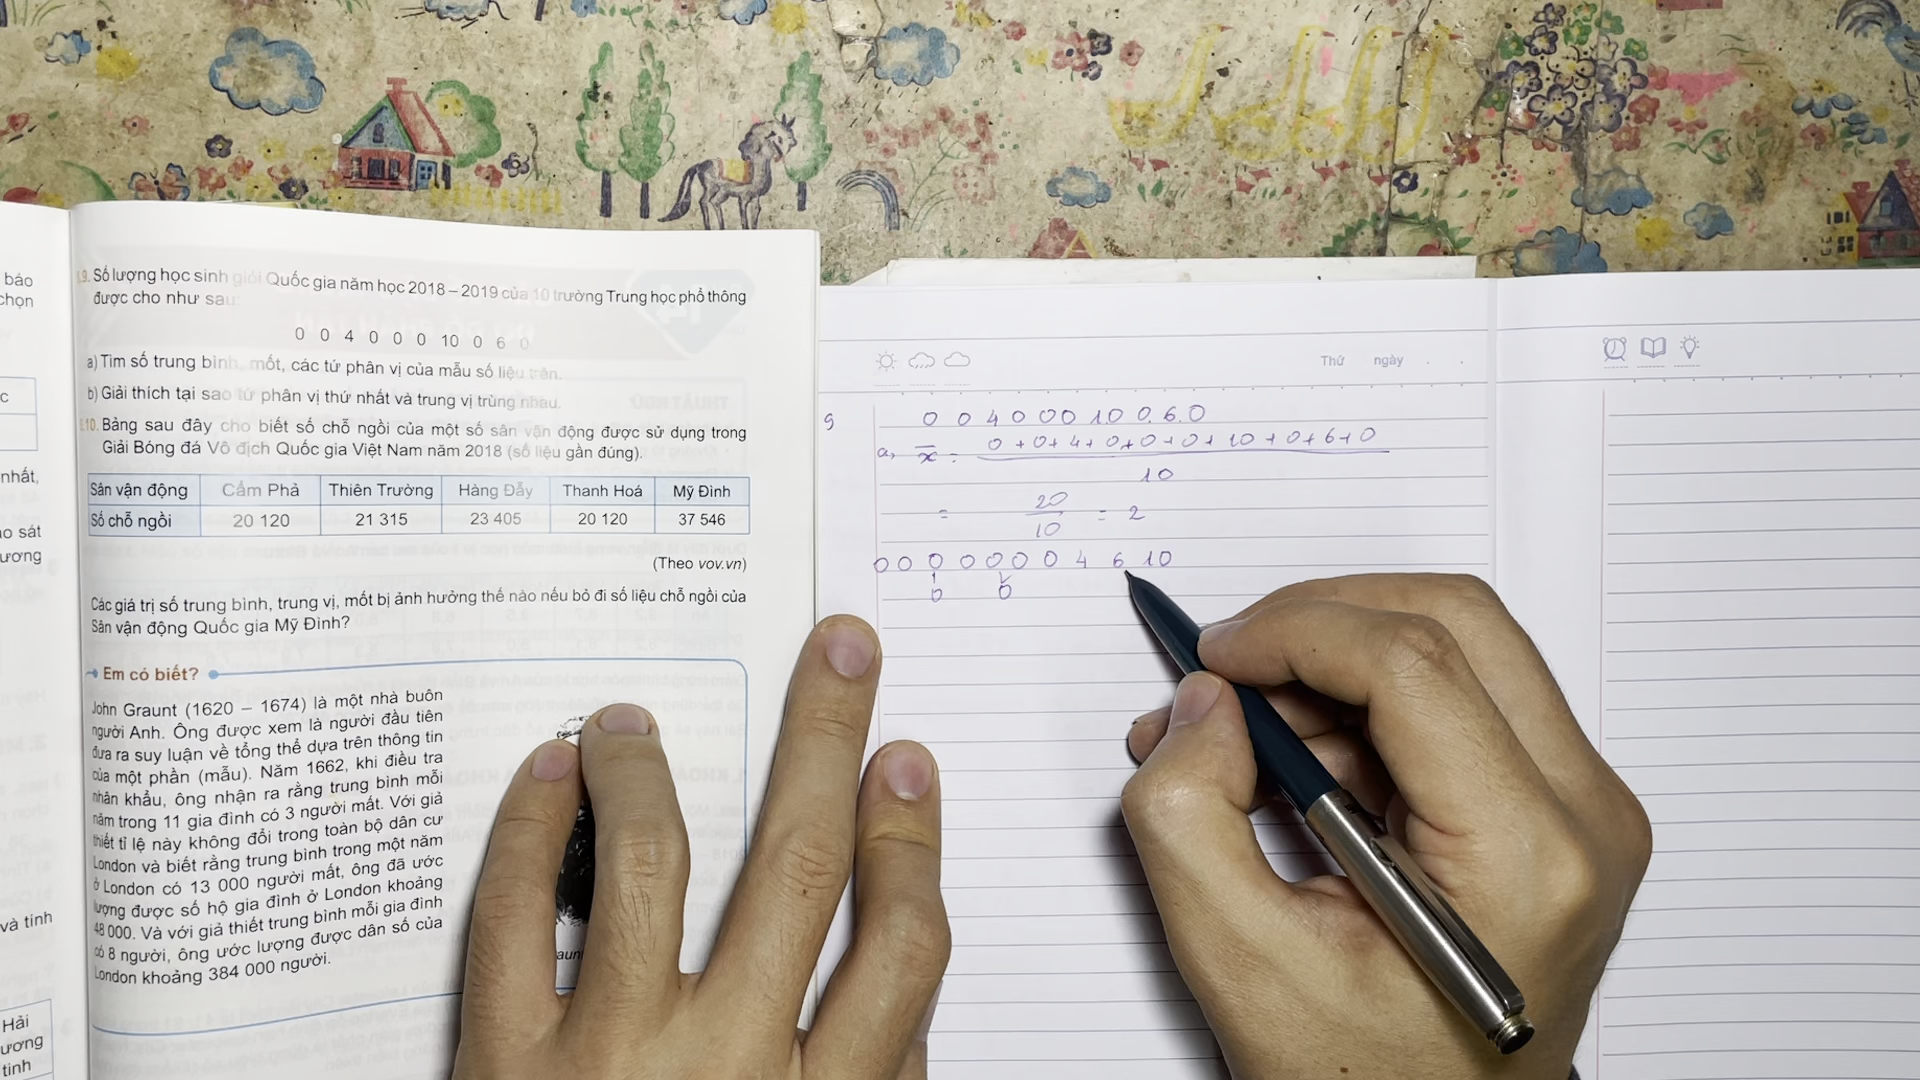 báo
chọn
c
nhất,
ảo sát
ương
và tính
Hải
ương
tính
.9. Số lượng học sinh giỏi Quốc gia năm học 2018 – 2019 của 10 trường Trung học phổ thông
được cho như sau:
0 0 4 0 0 0 10 0 6 0
a) Tìm số trung bình, mốt, các tứ phân vị của mẫu số liệu trên.
b) Giải thích tại sao tứ phân vị thứ nhất và trung vị trùng nhau.
.10. Bảng sau đây cho biết số chỗ ngồi của một số sân vận động được sử dụng trong
Giải Bóng đá Vô địch Quốc gia Việt Nam năm 2018 (số liệu gần đúng).
Sân vận động Cẩm Phả Thiên Trường Hàng Đẫy Thanh Hoá Mỹ Đình
Số chỗ ngồi 20 120 21 315 23 405 20 120 37 546
(Theo vov.vn)
Các giá trị số trung bình, trung vị, mốt bị ảnh hưởng thế nào nếu bỏ đi số liệu chỗ ngồi của
Sân vận động Quốc gia Mỹ Đình?
Em có biết?
John Graunt (1620 – 1674) là một nhà buôn
người Anh. Ông được xem là người đầu tiên
đưa ra suy luận về tổng thể dựa trên thông tin
của một phần (mẫu). Năm 1662, khi điều tra
nhân khẩu, ông nhận ra rằng trung bình mỗi
năm trong 11 gia đình có 3 người mất. Với giả
thiết tỉ lệ này không đổi trong toàn bộ dân cư
London và biết rằng trung bình trong một năm
ở London có 13 000 người mất, ông đã ước
lượng được số hộ gia đình ở London khoảng
48 000. Và với giả thiết trung bình mỗi gia đình
có 8 người, ông ước lượng được dân số của
London khoảng 384 000 người.
Thứ ngày . .
9 0 0 4 0 0 0 10 0 6 0
a, x̄ = 0+0+4+0+0+0+10+0+6+0
10
= 20/10 = 2
0 0 0 0 0 0 0 4 6 10
0 0